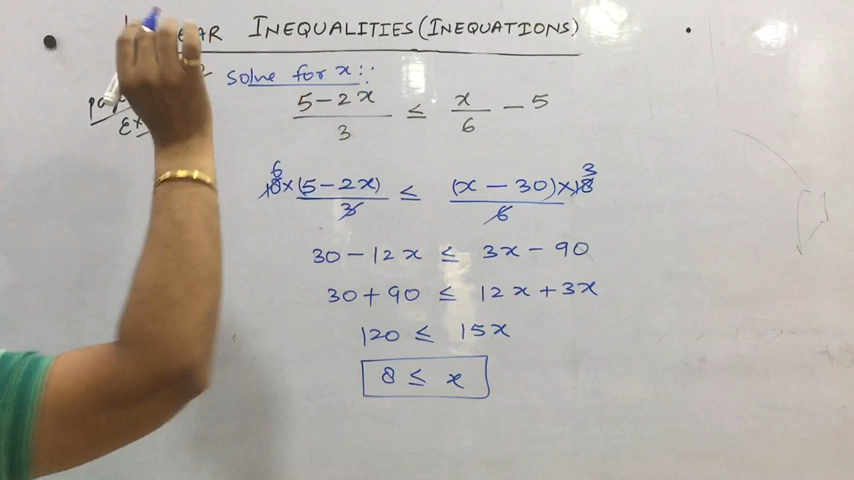 INEQUALITIES (INEQUATIONS)
solve for x:
(5-2x)/3 ≤ x/6 - 5
18×(5-2x)/3 6 ≤ (x-30)×18/6 3
30-12x ≤ 3x-90
30+90 ≤ 12x+3x
120 ≤ 15x
8 ≤ x